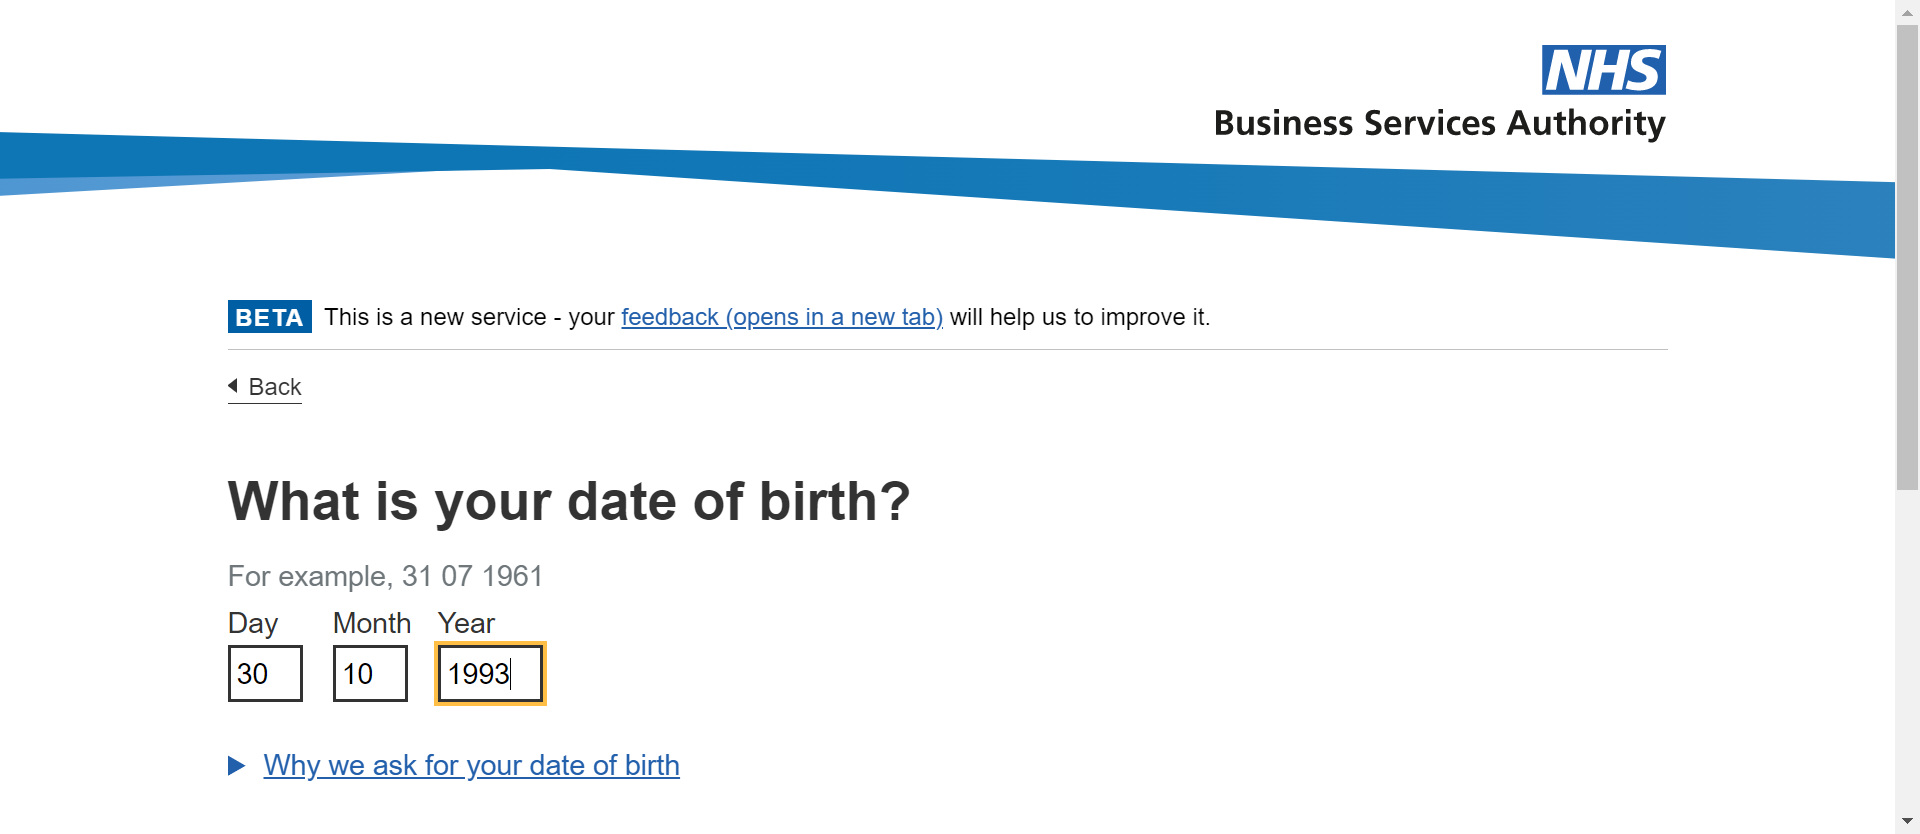 NHS
Business Services Authority
BETA This is a new service - your feedback (opens in a new tab) will help us to improve it.
Back
What is your date of birth?
For example, 31 07 1961
Day Month Year
30 10 1993
Why we ask for your date of birth